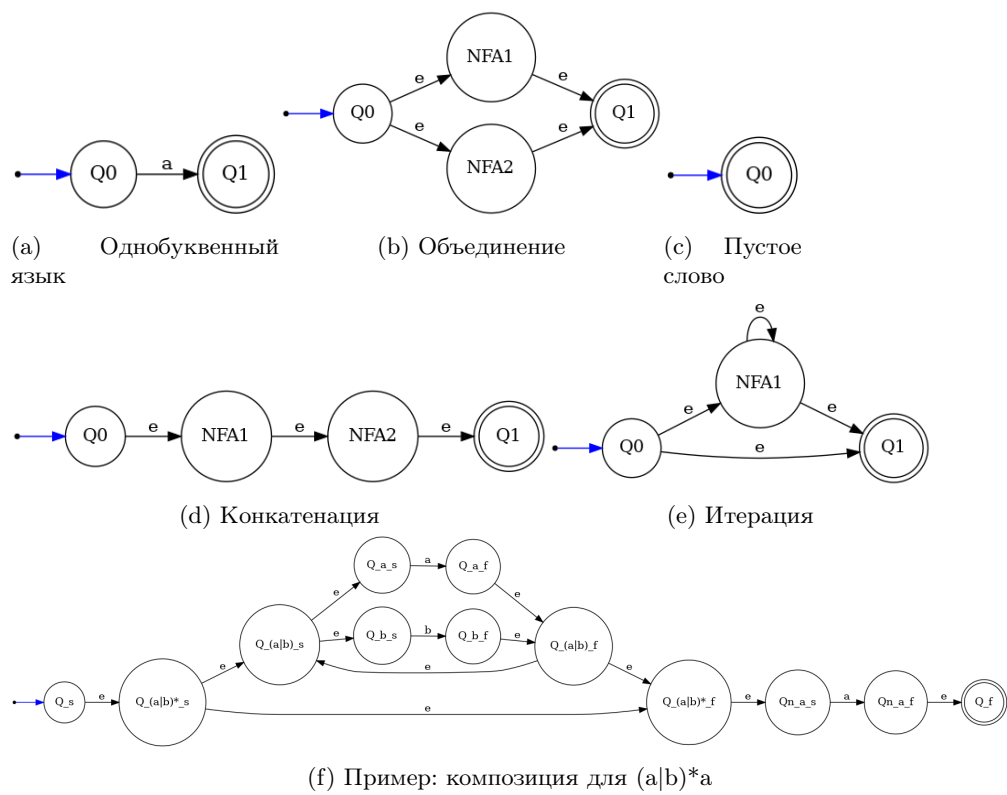 e
NFA1
e
Q0
Q1
e
NFA2
e
Q0
a
Q1
Q0
(a) Однобуквенный
язык
(b) Объединение
(c) Пустое
слово
e
NFA1
Q0
e
NFA1
e
NFA2
e
Q1
e
e
Q0
e
Q1
(d) Конкатенация
(e) Итерация
Q_a_s
a
Q_a_f
e
e
Q_(a|b)_s
e
Q_b_s
b
Q_b_f
e
Q_(a|b)_f
e
e
e
Q_s
e
Q_(a|b)*_s
e
Q_(a|b)*_f
e
Qn_a_s
a
Qn_a_f
e
Q_f
(f) Пример: композиция для (a|b)*a